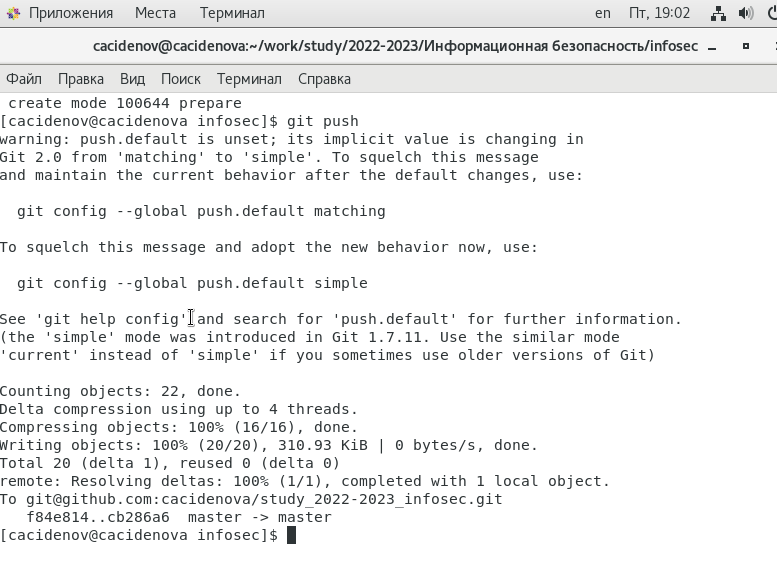 Приложения Места Терминал en Пт, 19:02
cacidenov@cacidenova:~/work/study/2022-2023/Информационная безопасность/infosec
Файл Правка Вид Поиск Терминал Справка
create mode 100644 prepare
[cacidenov@cacidenova infosec]$ git push
warning: push.default is unset; its implicit value is changing in
Git 2.0 from 'matching' to 'simple'. To squelch this message
and maintain the current behavior after the default changes, use:
git config --global push.default matching
To squelch this message and adopt the new behavior now, use:
git config --global push.default simple
See 'git help config' and search for 'push.default' for further information.
(the 'simple' mode was introduced in Git 1.7.11. Use the similar mode
'current' instead of 'simple' if you sometimes use older versions of Git)
Counting objects: 22, done.
Delta compression using up to 4 threads.
Compressing objects: 100% (16/16), done.
Writing objects: 100% (20/20), 310.93 KiB | 0 bytes/s, done.
Total 20 (delta 1), reused 0 (delta 0)
remote: Resolving deltas: 100% (1/1), completed with 1 local object.
To git@github.com:cacidenova/study_2022-2023_infosec.git
f84e814..cb286a6 master -> master
[cacidenov@cacidenova infosec]$